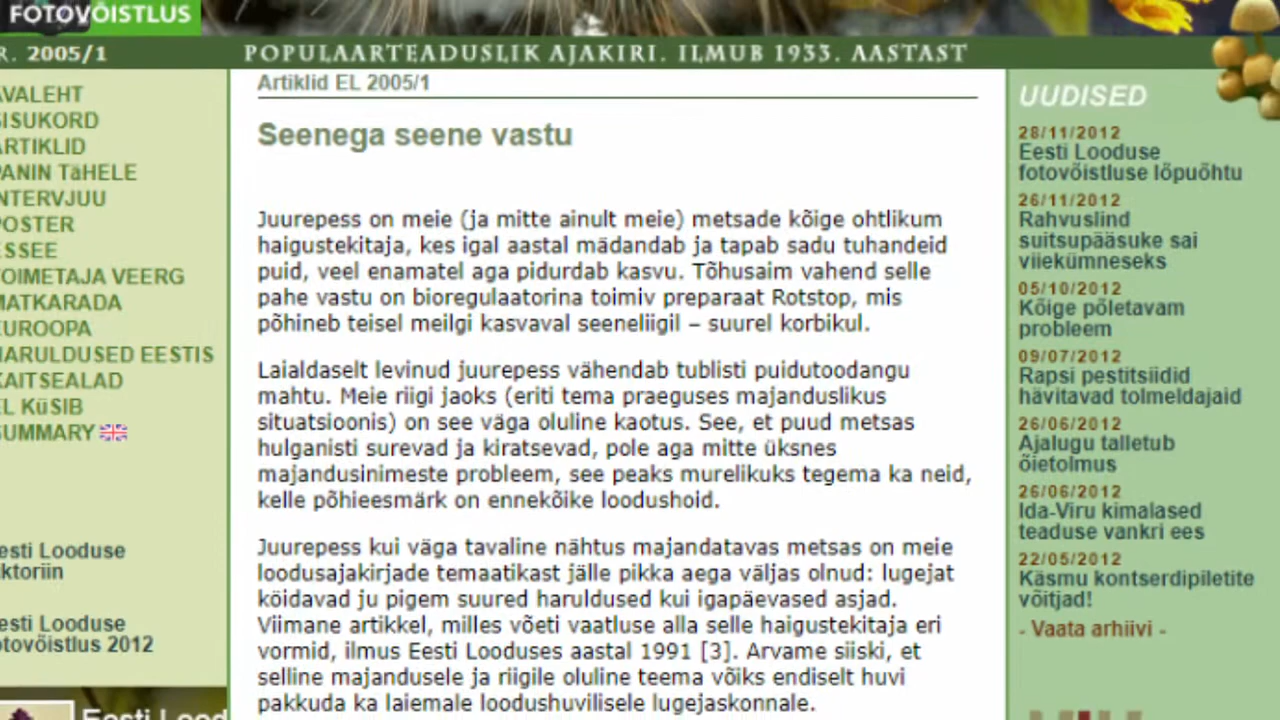 FOTOVÕISTLUS
R. 2005/1
POPULAARTEADUSLIK AJAKIRI. ILMUB 1933. AASTAST
AVALEHT
SISUKORD
ARTIKLID
PANIN TäHELE
INTERVJUU
POSTER
ESSEE
TOIMETAJA VEERG
MATKARADA
EUROOPA
HARULDUSED EESTIS
KAITSEALAD
EL KüSIB
SUMMARY
esti Looduse
iktoriin
esti Looduse
otovõistlus 2012
Eesti Lood
Artiklid EL 2005/1
Seenega seene vastu
Juurepess on meie (ja mitte ainult meie) metsade kõige ohtlikum
haigustekitaja, kes igal aastal mädandab ja tapab sadu tuhandeid
puid, veel enamatel aga pidurdab kasvu. Tõhusaim vahend selle
pahe vastu on bioregulaatorina toimiv preparaat Rotstop, mis
põhineb teisel meilgi kasvaval seeneliigil – suurel korbikul.
Laialdaselt levinud juurepess vähendab tublisti puidutoodangu
mahtu. Meie riigi jaoks (eriti tema praeguses majanduslikus
situatsioonis) on see väga oluline kaotus. See, et puud metsas
hulganisti surevad ja kiratsevad, pole aga mitte üksnes
majandusinimeste probleem, see peaks murelikuks tegema ka neid,
kelle põhieesmärk on ennekõike loodushoid.
Juurepess kui väga tavaline nähtus majandatavas metsas on meie
loodusajakirjade temaatikast jälle pikka aega väljas olnud: lugejat
köidavad ju pigem suured haruldused kui igapäevased asjad.
Viimane artikkel, milles võeti vaatluse alla selle haigustekitaja eri
vormid, ilmus Eesti Looduses aastal 1991 [3]. Arvame siiski, et
selline majandusele ja riigile oluline teema võiks endiselt huvi
pakkuda ka laiemale loodushuvilisele lugejaskonnale.
UUDISED
28/11/2012
Eesti Looduse
fotovõistluse lõpuõhtu
26/11/2012
Rahvuslind
suitsupääsuke sai
viiekümneseks
05/10/2012
Kõige põletavam
probleem
09/07/2012
Rapsi pestitsiidid
hävitavad tolmeldajaid
26/06/2012
Ajalugu talletub
õietolmus
26/06/2012
Ida-Viru kimalased
teaduse vankri ees
22/05/2012
Käsmu kontserdipiletite
võitjad!
- Vaata arhiivi -